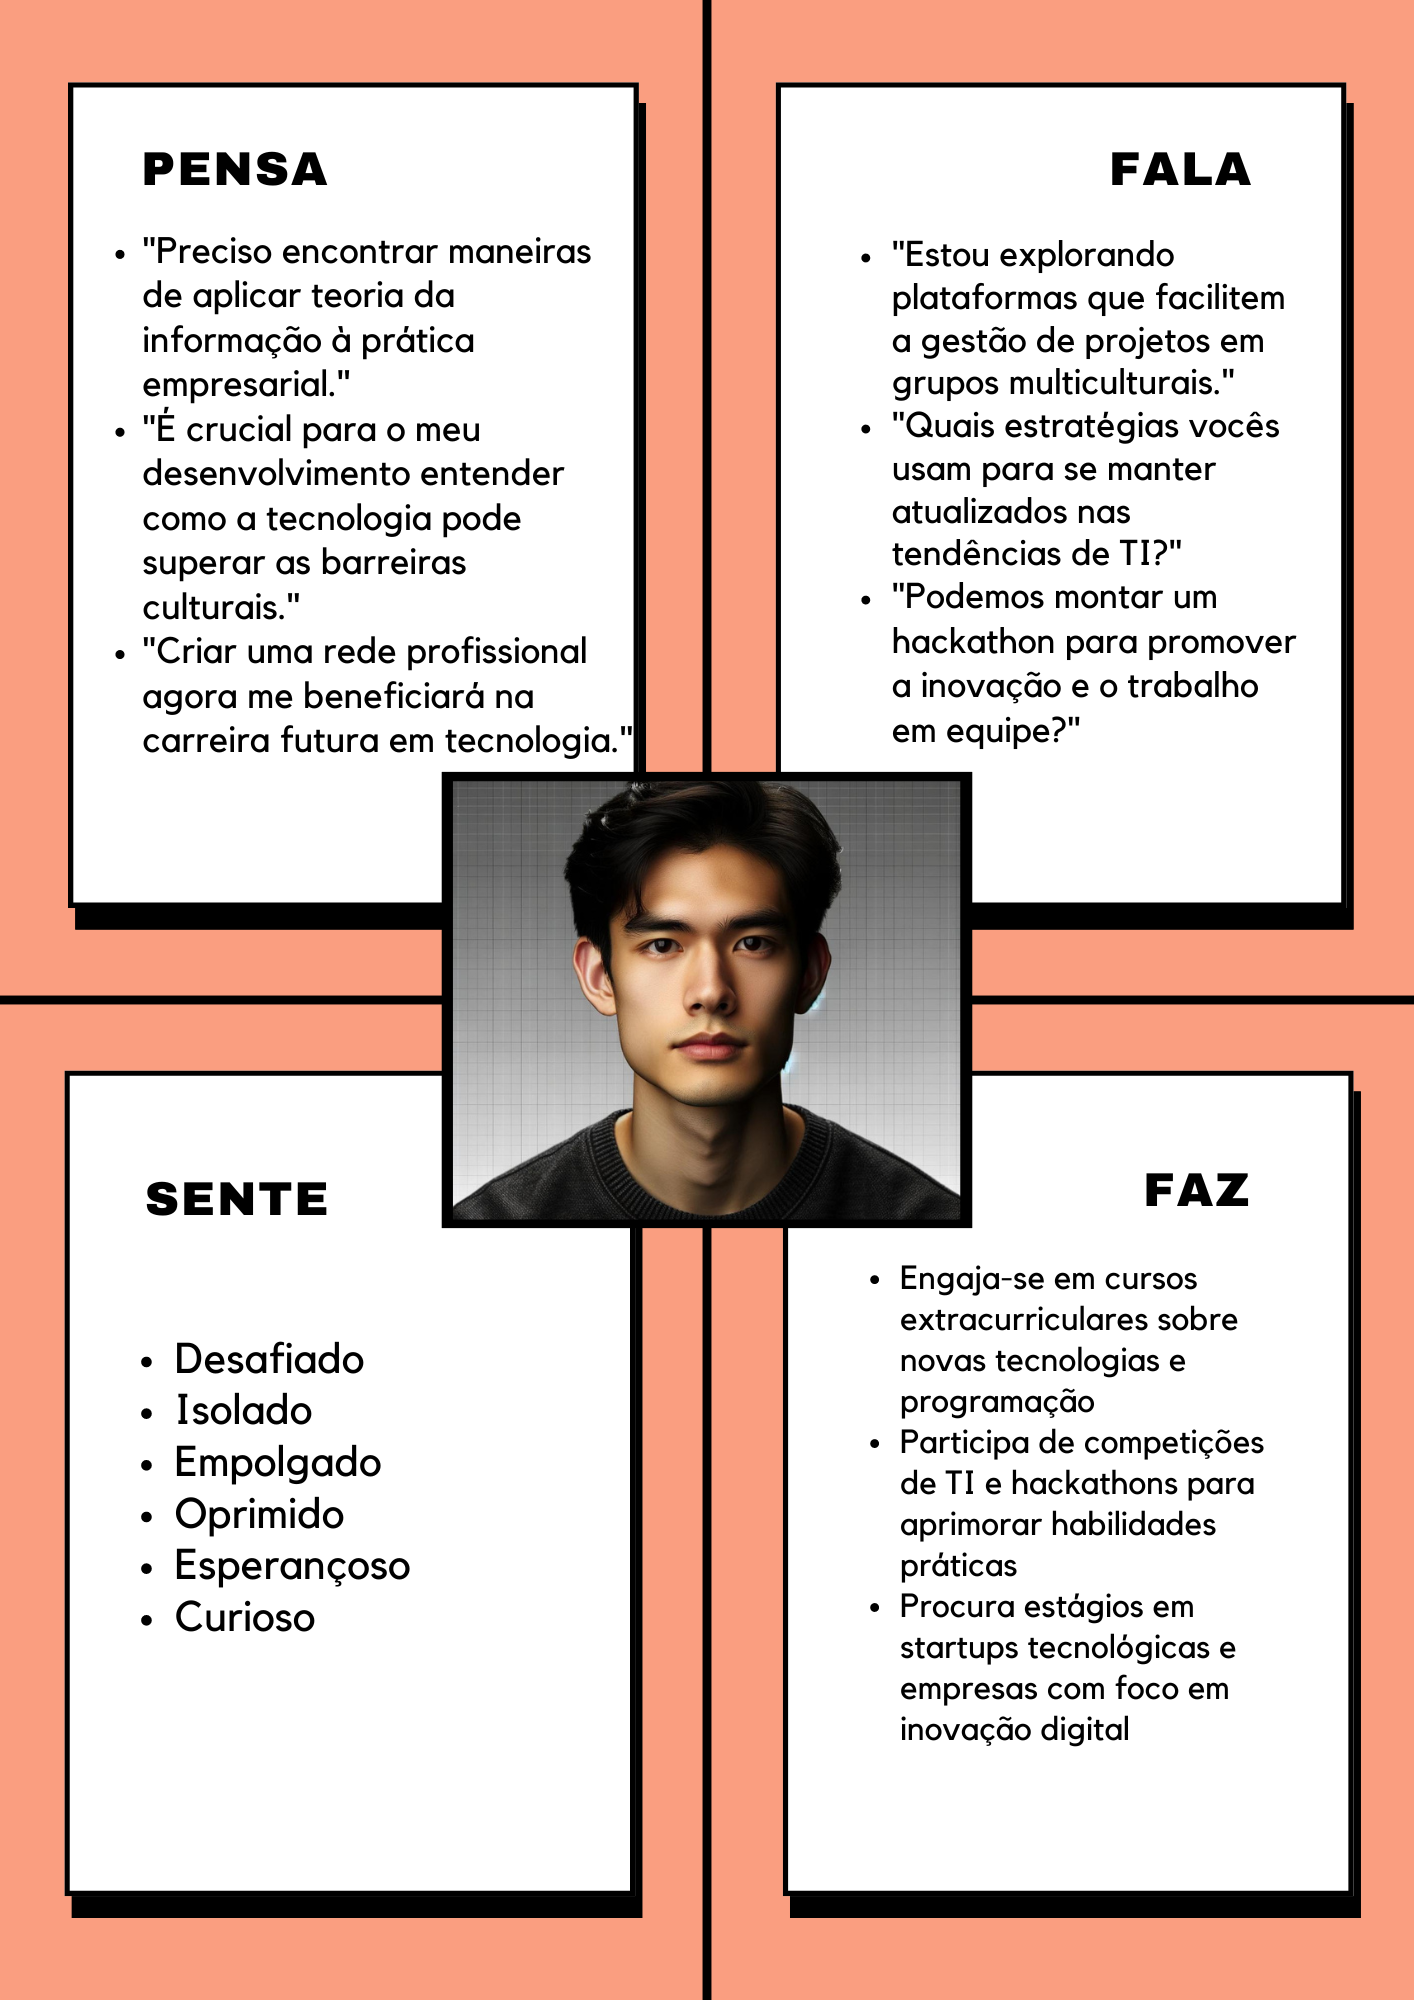 PENSA
• "Preciso encontrar maneiras
de aplicar teoria da
informação à prática
empresarial."
• "É crucial para o meu
desenvolvimento entender
como a tecnologia pode
superar as barreiras
culturais."
• "Criar uma rede profissional
agora me beneficiará na
carreira futura em tecnologia."
FALA
• "Estou explorando
plataformas que facilitem
a gestão de projetos em
grupos multiculturais."
• "Quais estratégias vocês
usam para se manter
atualizados nas
tendências de TI?"
• "Podemos montar um
hackathon para promover
a inovação e o trabalho
em equipe?"
SENTE
• Desafiado
• Isolado
• Empolgado
• Oprimido
• Esperançoso
• Curioso
FAZ
• Engaja-se em cursos
extracurriculares sobre
novas tecnologias e
programação
• Participa de competições
de TI e hackathons para
aprimorar habilidades
práticas
• Procura estágios em
startups tecnológicas e
empresas com foco em
inovação digital